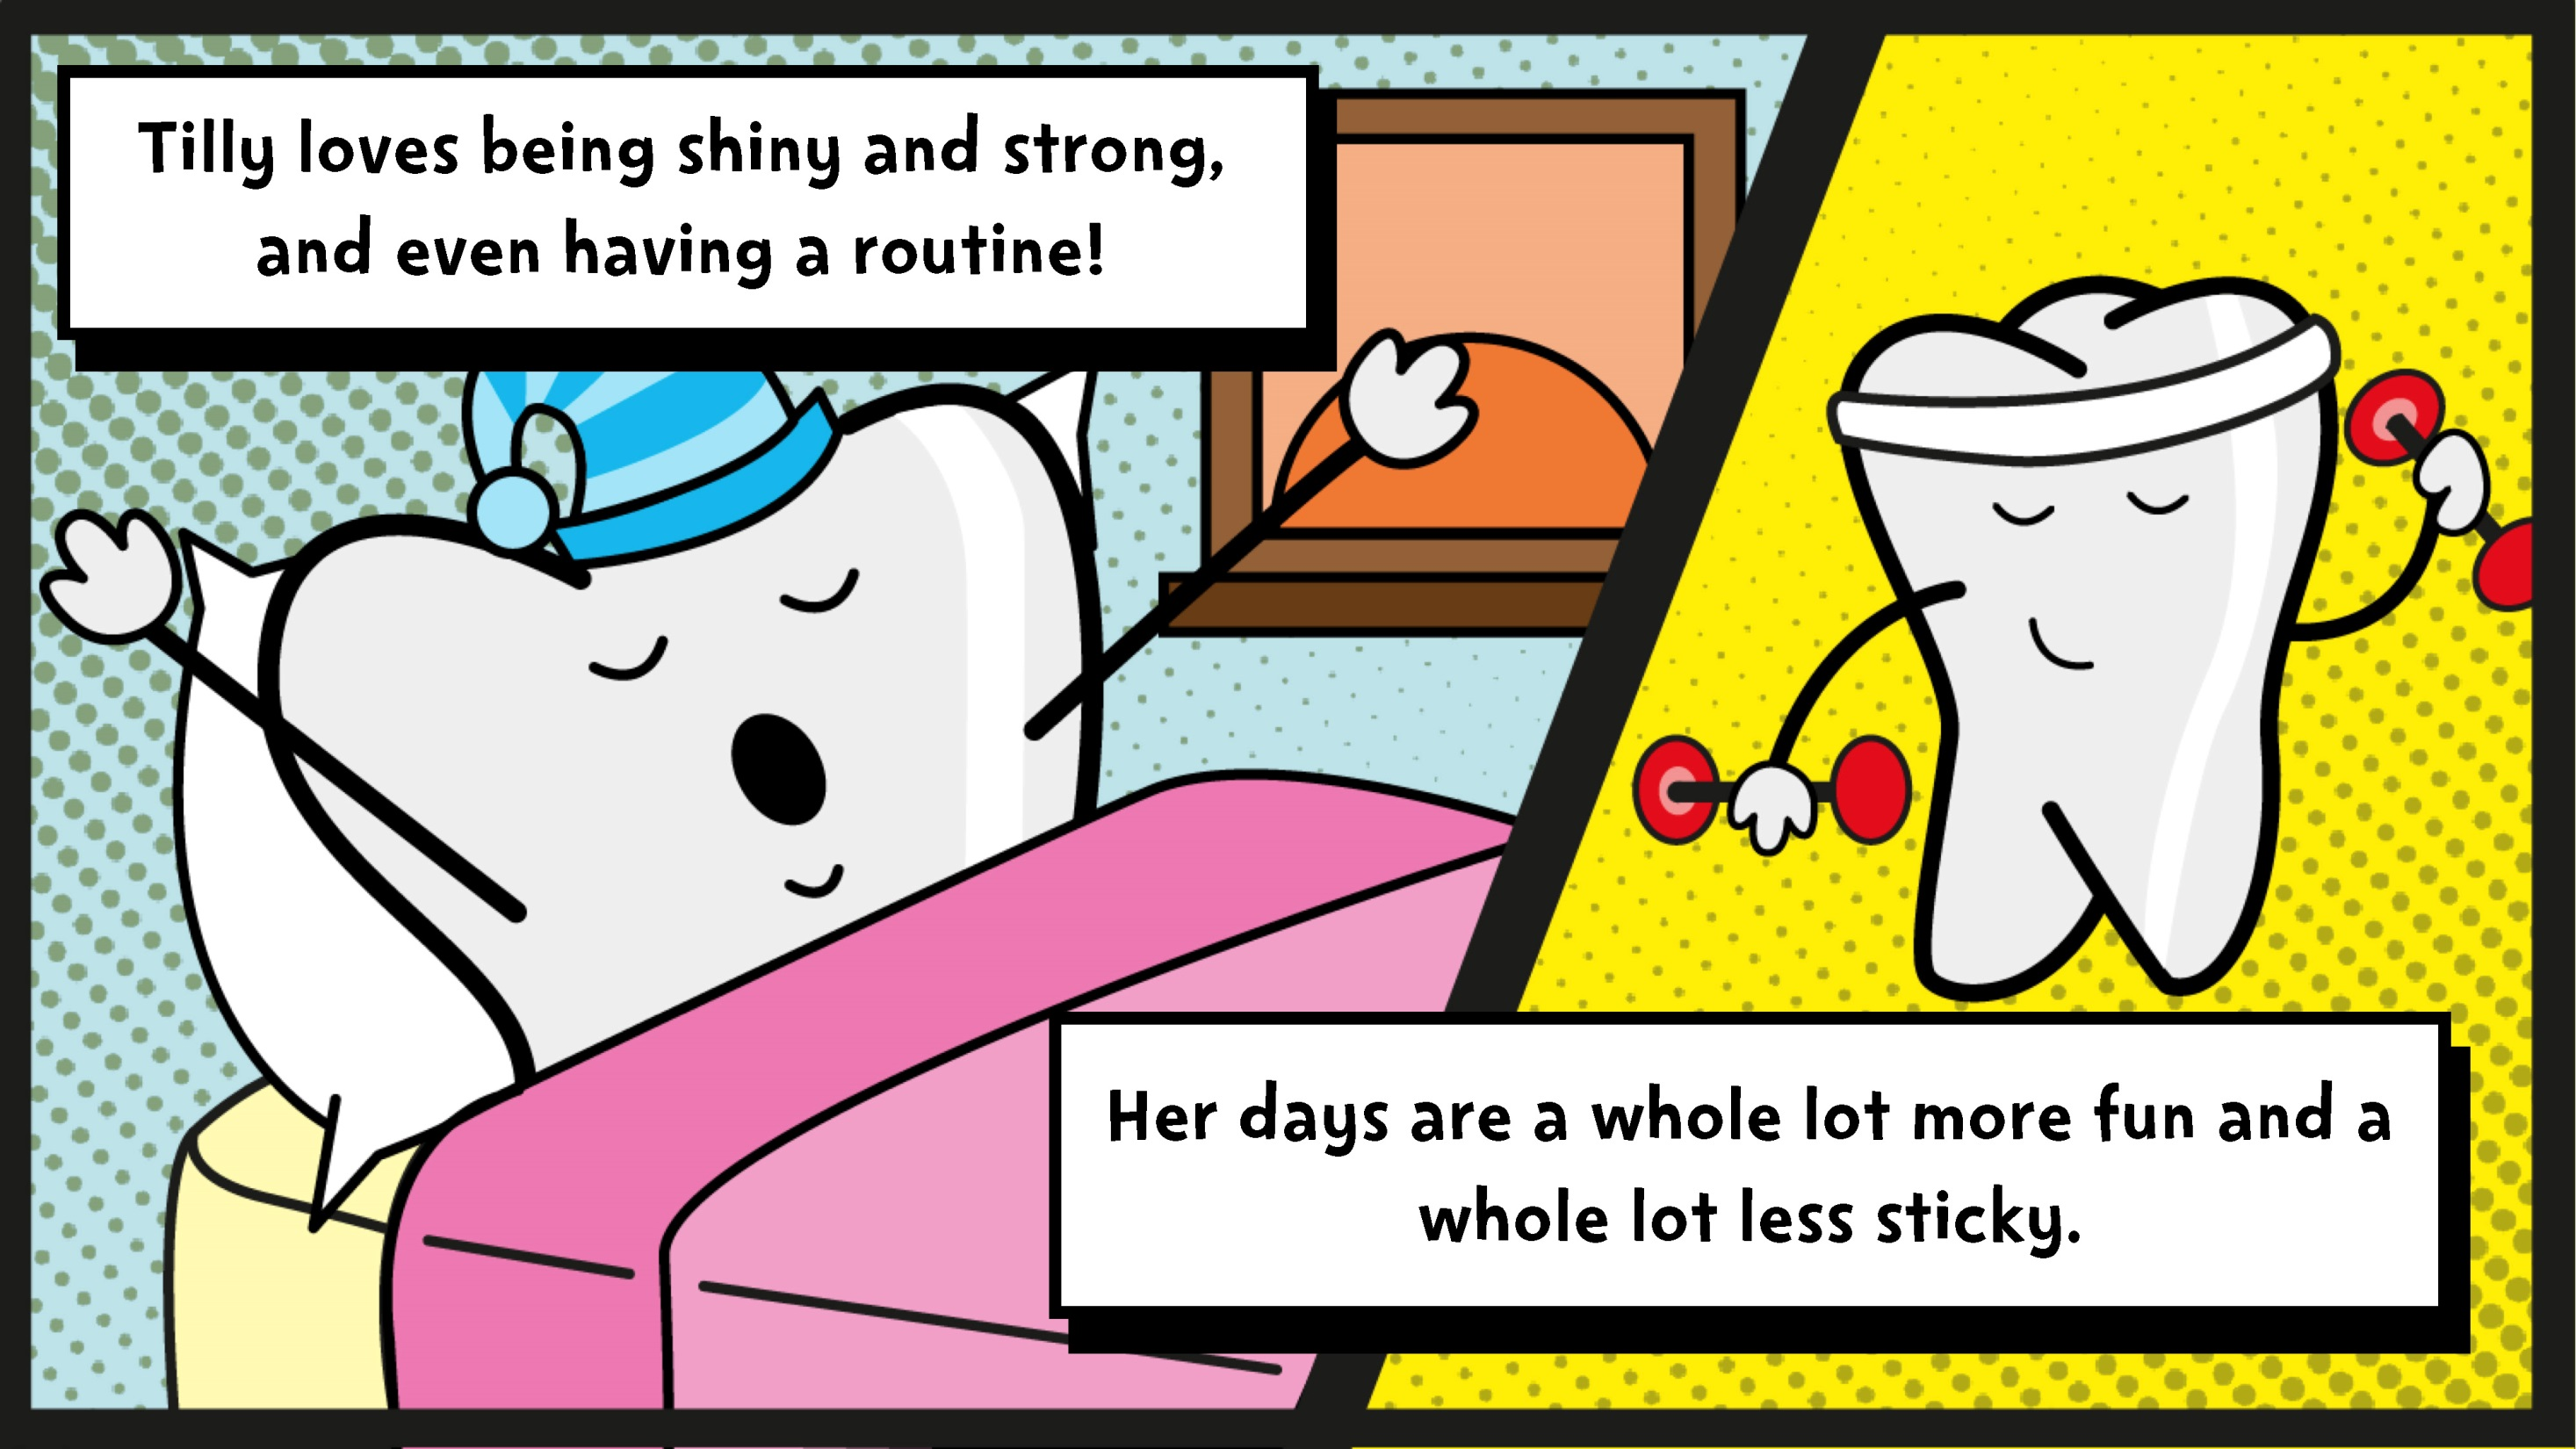 Tilly loves being shiny and strong,
and even having a routine!
Her days are a whole lot more fun and a
whole lot less sticky.